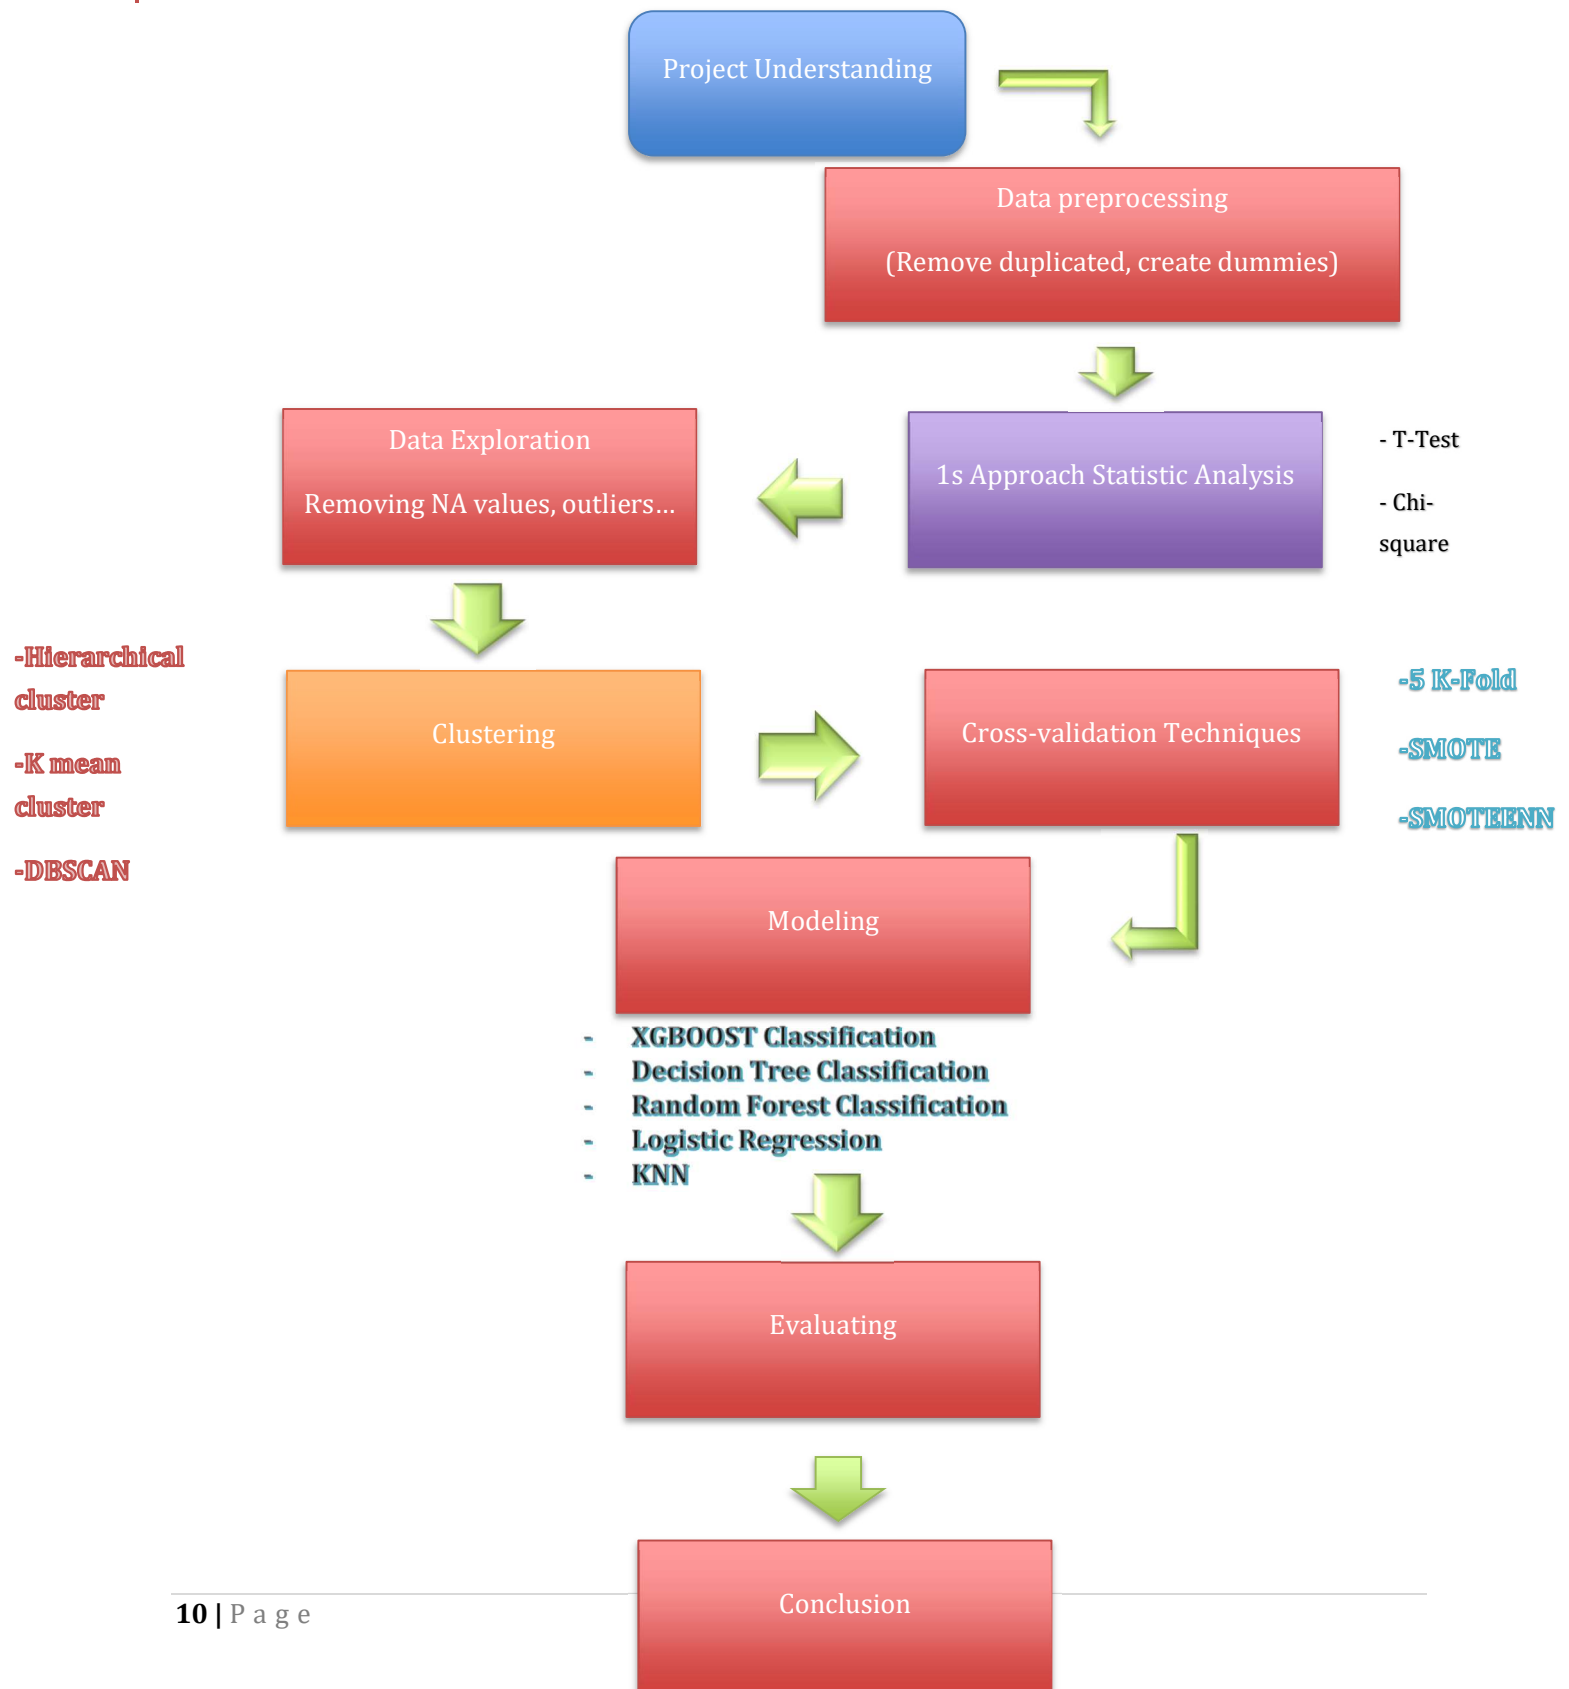 Project Understanding
Data preprocessing
(Remove duplicated, create dummies)
Data Exploration
Removing NA values, outliers...
1s Approach Statistic Analysis
- T-Test
- Chi-
square
-Hierarchical
cluster
-K mean
cluster
-DBSCAN
Clustering
Cross-validation Techniques
-5 K-Fold
-SMOTE
-SMOTEENN
Modeling
- XGBOOST Classification
- Decision Tree Classification
- Random Forest Classification
- Logistic Regression
- KNN
Evaluating
Conclusion
10 | P a g e